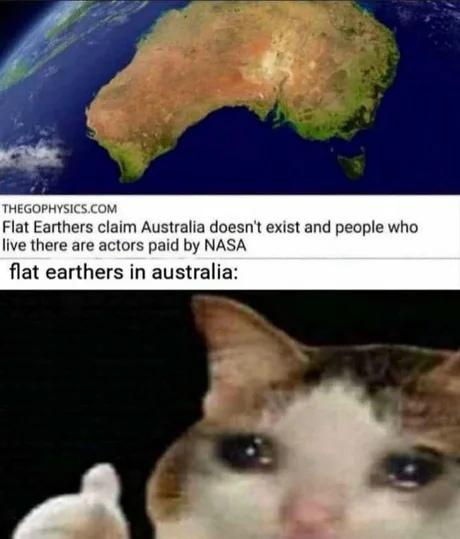 THEGOPHYSICS.COM
Flat Earthers claim Australia doesn't exist and people who
live there are actors paid by NASA
flat earthers in australia: